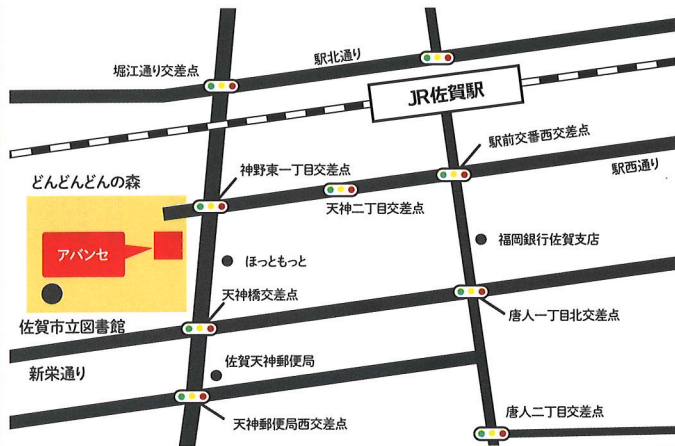 駅北通り
堀江通り交差点
JR佐賀駅
駅前交番西交差点
駅西通り
神野東一丁目交差点
どんどんどんの森
天神二丁目交差点
アバンセ
ほっともっと
福岡銀行佐賀支店
天神橋交差点
佐賀市立図書館
唐人一丁目北交差点
新栄通り
佐賀天神郵便局
天神郵便局西交差点
唐人二丁目交差点